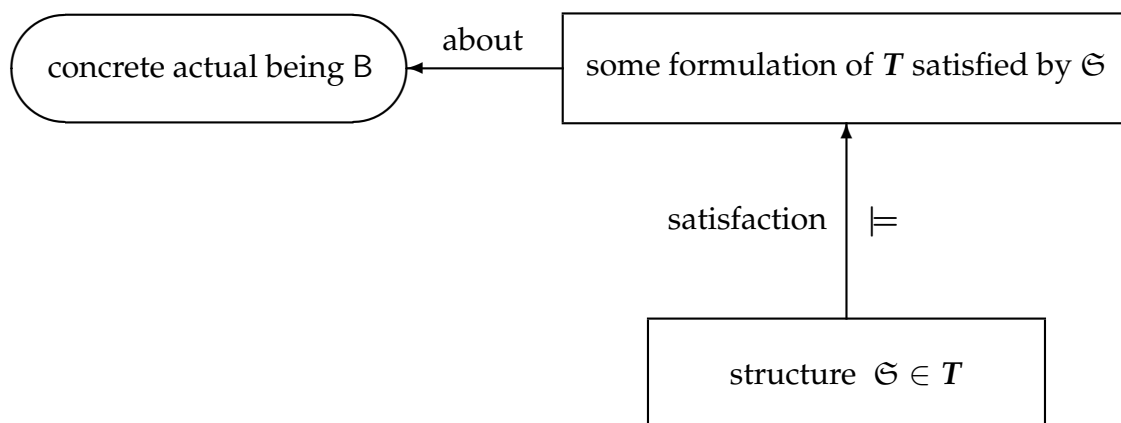 about
concrete actual being B
some formulation of T satisfied by 𝔖
satisfaction ⊨
structure 𝔖 ∈ T